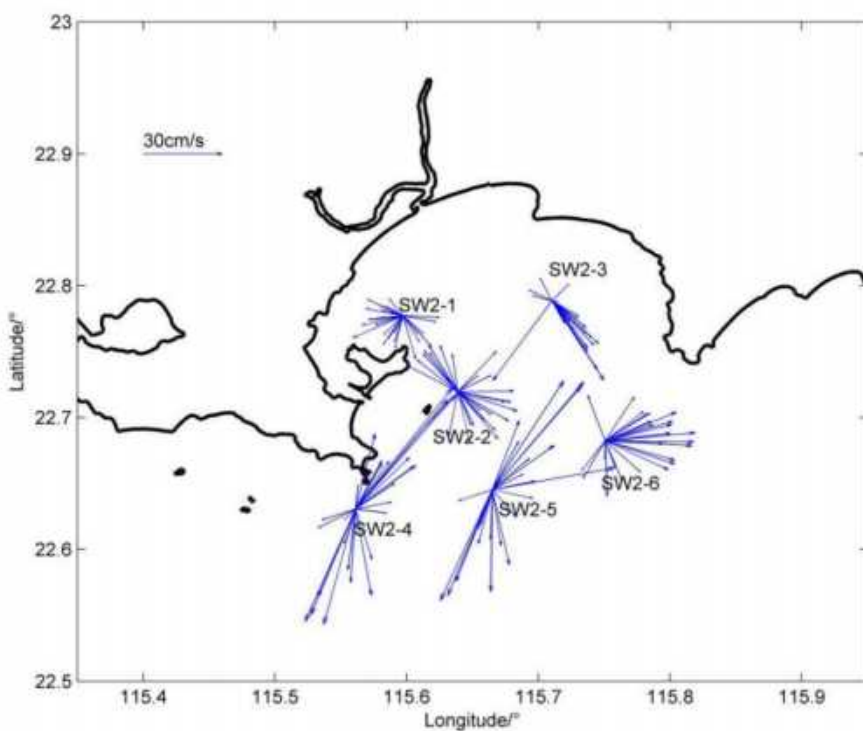 23
30cm/s
22.9
SW2-3
22.8
SW2-1
Latitude/°
22.7
SW2-2
SW2-6
SW2-5
SW2-4
22.6
22.5
115.4 115.5 115.6 115.7 115.8 115.9
Longitude/°